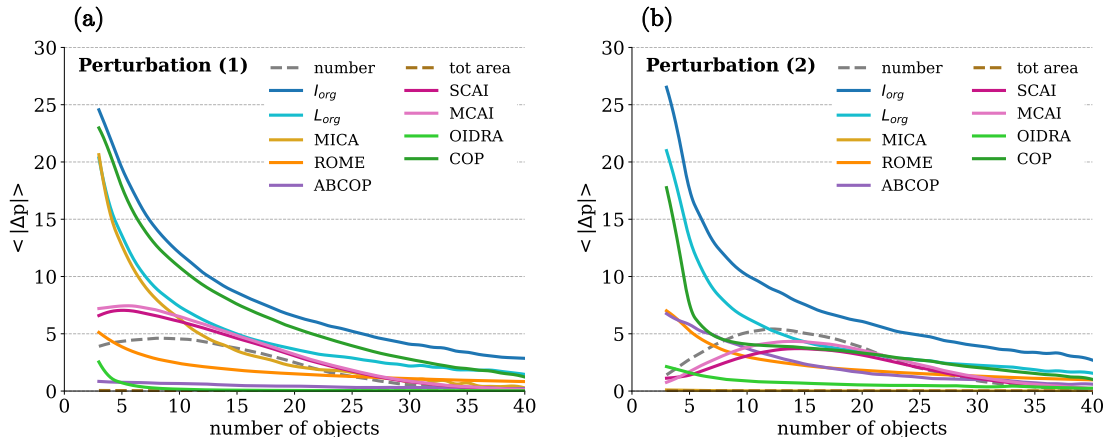 (a)
Perturbation (1)
number
I_org
L_org
MICA
ROME
ABCOP
tot area
SCAI
MCAI
OIDRA
COP
30
25
20
15
10
5
0
< |Δp| >
0 5 10 15 20 25 30 35 40
number of objects
(b)
Perturbation (2)
number
I_org
L_org
MICA
ROME
ABCOP
tot area
SCAI
MCAI
OIDRA
COP
30
25
20
15
10
5
0
< |Δp| >
0 5 10 15 20 25 30 35 40
number of objects